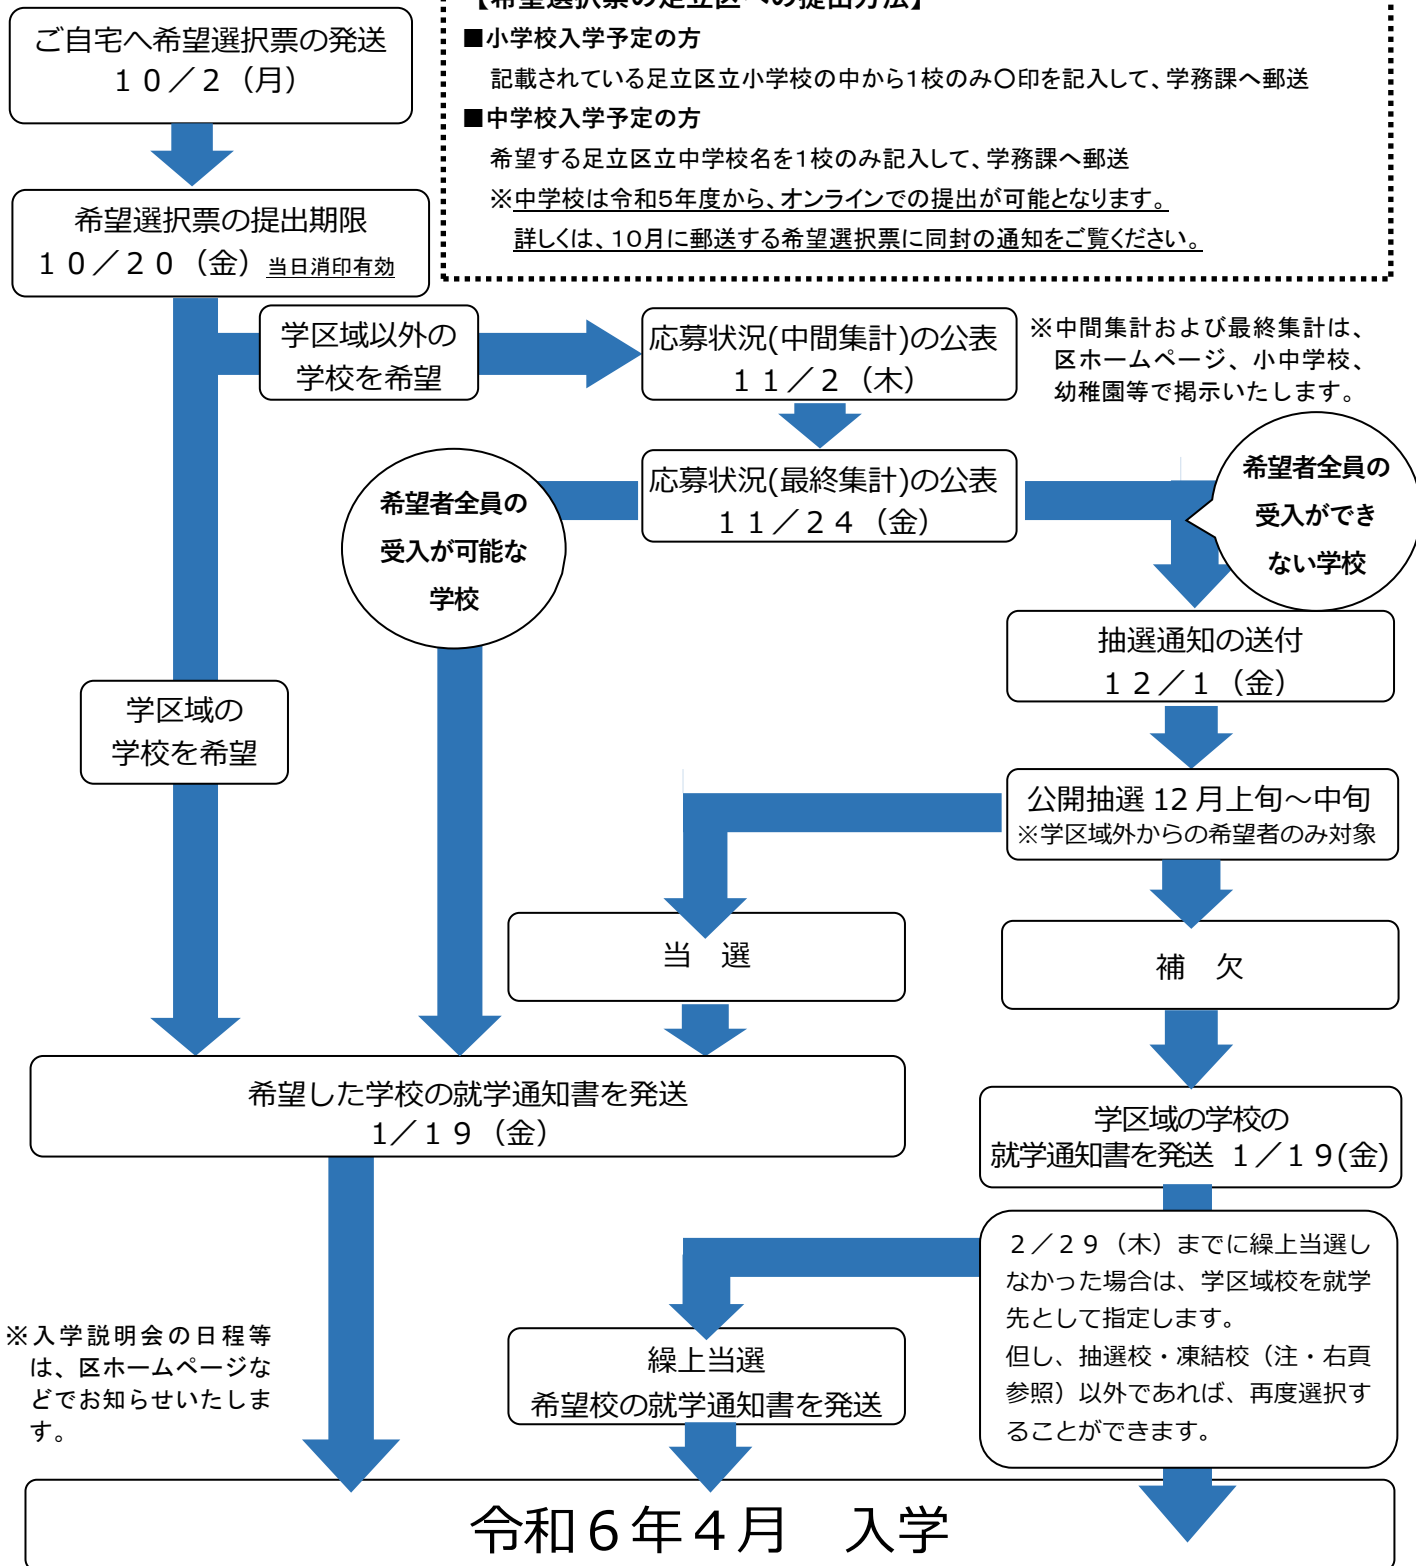 ご自宅へ希望選択票の発送
１０／２（月）
【希望選択票の足立区への提出方法】
■小学校入学予定の方
記載されている足立区立小学校の中から1校のみ〇印を記入して、学務課へ郵送
■中学校入学予定の方
希望する足立区立中学校名を1校のみ記入して、学務課へ郵送
※中学校は令和5年度から、オンラインでの提出が可能となります。
詳しくは、10月に郵送する希望選択票に同封の通知をご覧ください。
希望選択票の提出期限
１０／２０（金）当日消印有効
学区域以外の
学校を希望
応募状況(中間集計)の公表
１１／２（木）
※中間集計および最終集計は、
区ホームページ、小中学校、
幼稚園等で掲示いたします。
応募状況(最終集計)の公表
１１／２４（金）
希望者全員の
受入が可能な
学校
希望者全員の
受入ができ
ない学校
抽選通知の送付
１２／１（金）
学区域の
学校を希望
公開抽選 12 月上旬～中旬
※学区域外からの希望者のみ対象
当　選
補　欠
希望した学校の就学通知書を発送
1／１９（金）
学区域の学校の
就学通知書を発送 １／１９(金)
２／２９（木）までに繰上当選し
なかった場合は、学区域校を就学
先として指定します。
但し、抽選校・凍結校（注・右頁
参照）以外であれば、再度選択す
ることができます。
繰上当選
希望校の就学通知書を発送
※入学説明会の日程等
は、区ホームページな
どでお知らせいたしま
す。
令和６年４月　入学